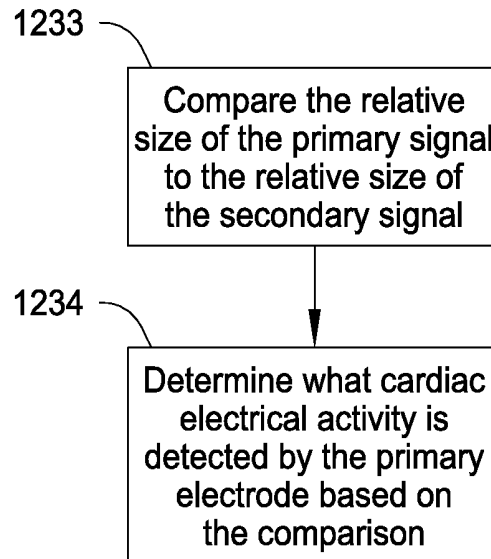 1233
Compare the relative
size of the primary signal
to the relative size of
the secondary signal
1234
Determine what cardiac
electrical activity is
detected by the primary
electrode based on
the comparison